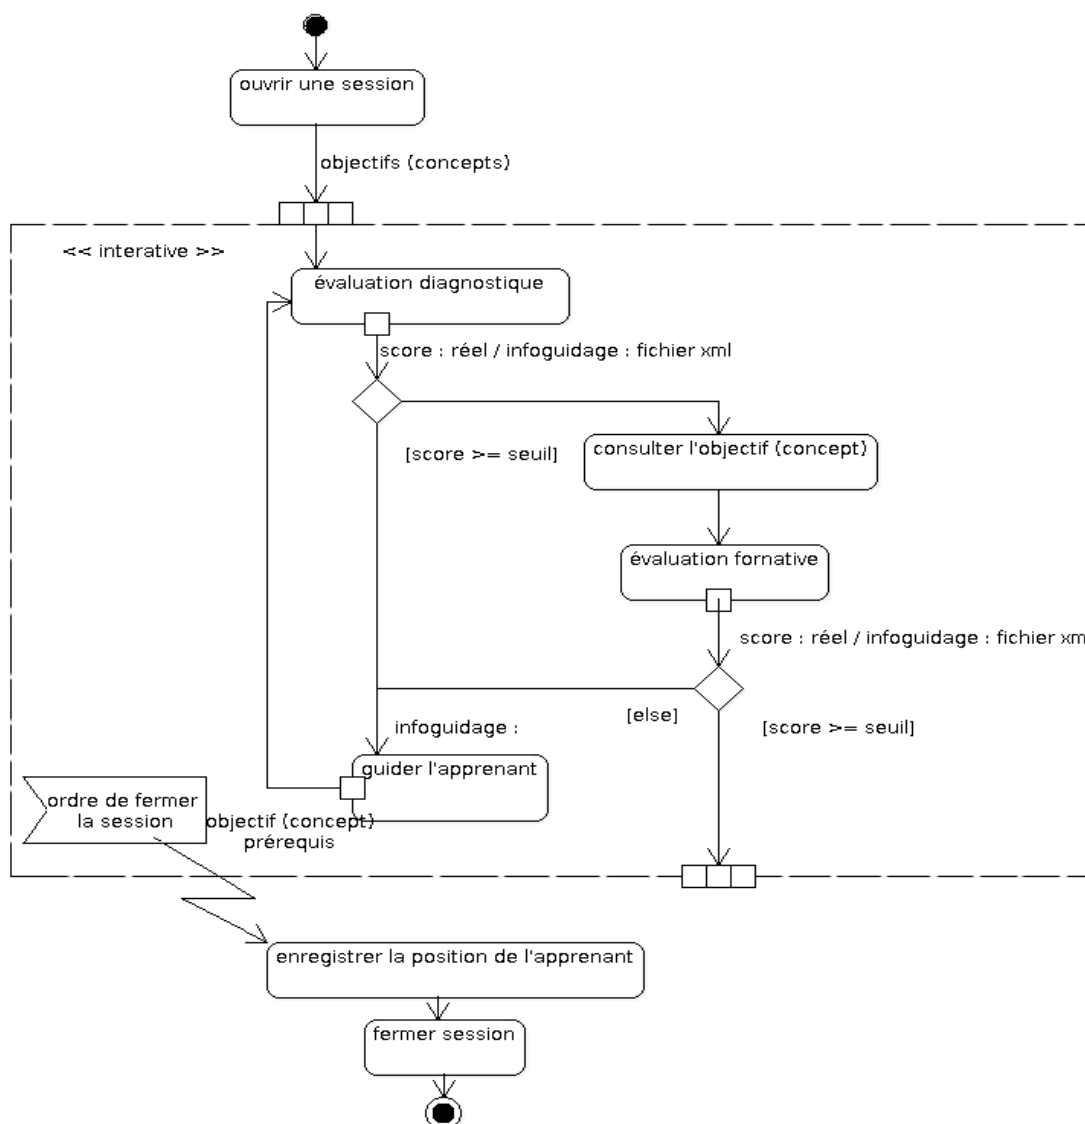 ouvrir une session
objectifs (concepts)
<< interative >>
évaluation diagnostique
score : réel / infoguidage : fichier xml
[score >= seuil]
consulter l'objectif (concept)
évaluation fornative
score : réel / infoguidage : fichier xm
[else]
[score >= seuil]
infoguidage :
guider l'apprenant
ordre de fermer
la session
objectif (concept)
prérequis
enregistrer la position de l'apprenant
fermer session